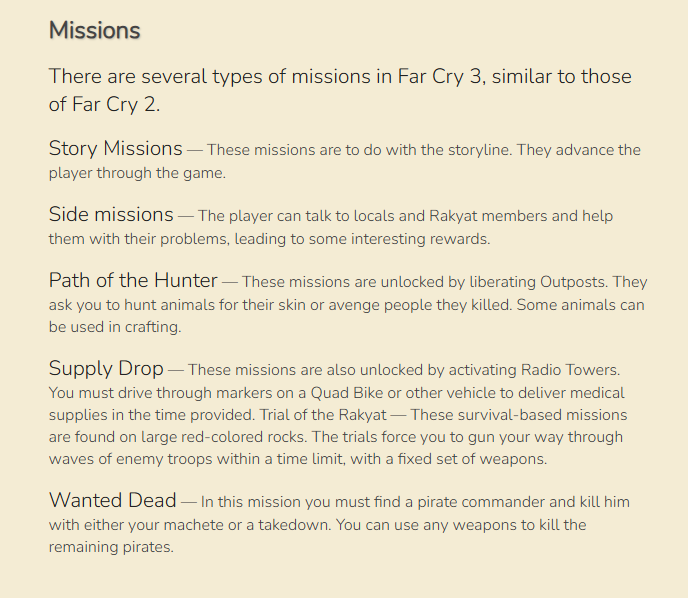 Missions
There are several types of missions in Far Cry 3, similar to those
of Far Cry 2.
Story Missions — These missions are to do with the storyline. They advance the
player through the game.
Side missions — The player can talk to locals and Rakyat members and help
them with their problems, leading to some interesting rewards.
Path of the Hunter — These missions are unlocked by liberating Outposts. They
ask you to hunt animals for their skin or avenge people they killed. Some animals can
be used in crafting.
Supply Drop — These missions are also unlocked by activating Radio Towers.
You must drive through markers on a Quad Bike or other vehicle to deliver medical
supplies in the time provided. Trial of the Rakyat — These survival-based missions
are found on large red-colored rocks. The trials force you to gun your way through
waves of enemy troops within a time limit, with a fixed set of weapons.
Wanted Dead — In this mission you must find a pirate commander and kill him
with either your machete or a takedown. You can use any weapons to kill the
remaining pirates.